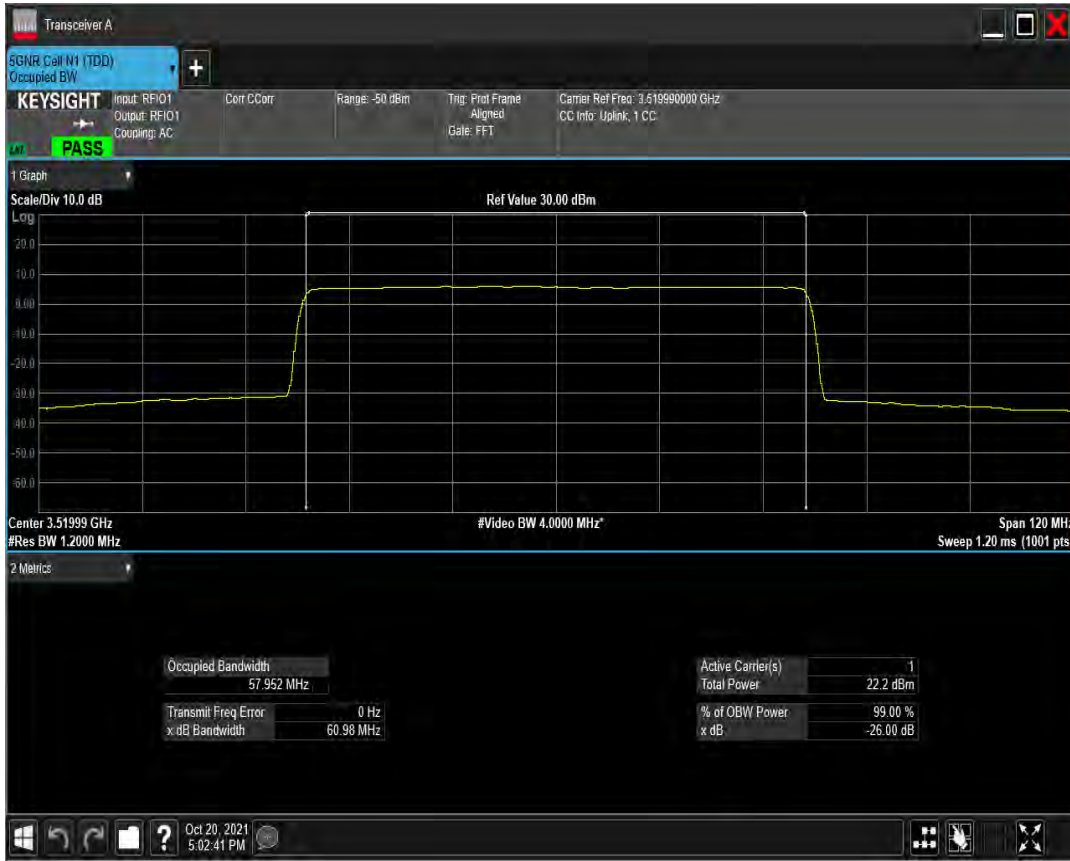 Transceiver A
5GNR Cell N1 (TDD)
Occupied BW
+
KEYSIGHT
PASS
Input: RFIO1
Output: RFIO1
Coupling: AC
Corr CCorr
Range: -50 dBm
Trig: Prot Frame
Aligned
Gate: FFT
Carrier Ref Freq: 3.519990000 GHz
CC Info: Uplink, 1 CC
1 Graph
Scale/Div 10.0 dB
Ref Value 30.00 dBm
Log
20.0
10.0
0.00
-10.0
-20.0
-30.0
-40.0
-50.0
-60.0
Center 3.51999 GHz
#Video BW 4.0000 MHz*
Span 120 MHz
#Res BW 1.2000 MHz
Sweep 1.20 ms (1001 pts
2 Metrics
Occupied Bandwidth
57.952 MHz
Transmit Freq Error 0 Hz
x dB Bandwidth 60.98 MHz
Active Carrier(s) 1
Total Power 22.2 dBm
% of OBW Power 99.00 %
x dB -26.00 dB
?
Oct 20, 2021
5:02:41 PM